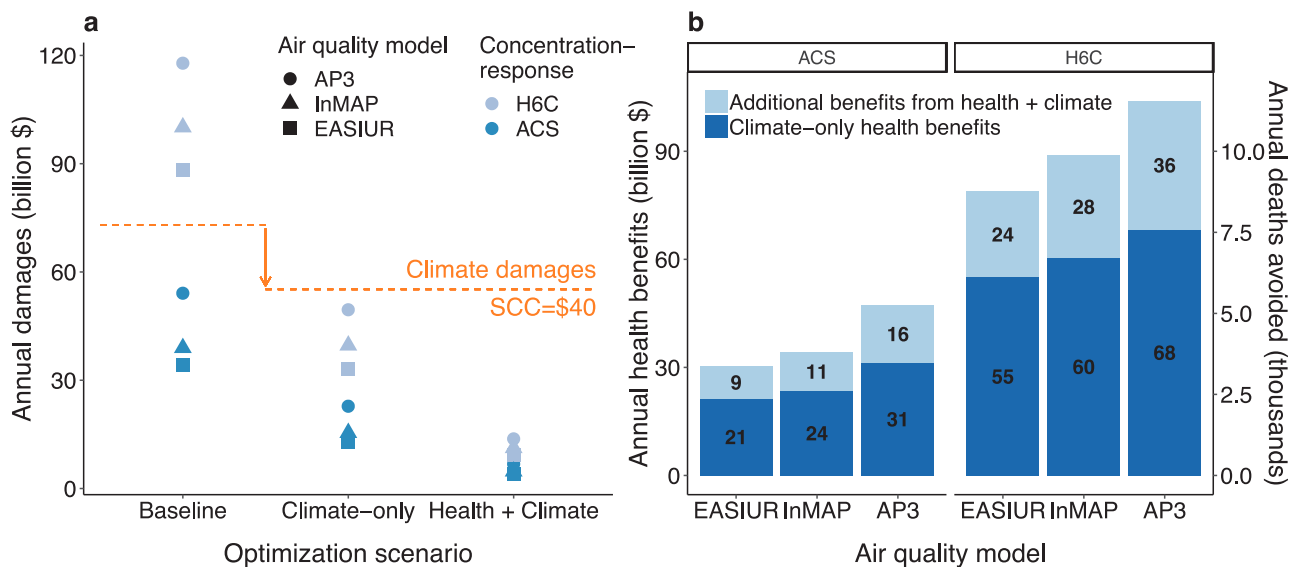 a
Annual damages (billion $)
120
90
60
30
0
Air quality model
AP3
InMAP
EASIUR
Concentration−
response
H6C
ACS
Climate damages
SCC=$40
Baseline
Climate−only
Health + Climate
Optimization scenario
b
ACS
H6C
Additional benefits from health + climate
Climate−only health benefits
Annual health benefits (billion $)
90
60
30
0
9
21
11
24
16
31
24
55
28
60
36
68
10.0
7.5
5.0
2.5
0.0
Annual deaths avoided (thousands)
EASIUR
InMAP
AP3
EASIUR
InMAP
AP3
Air quality model